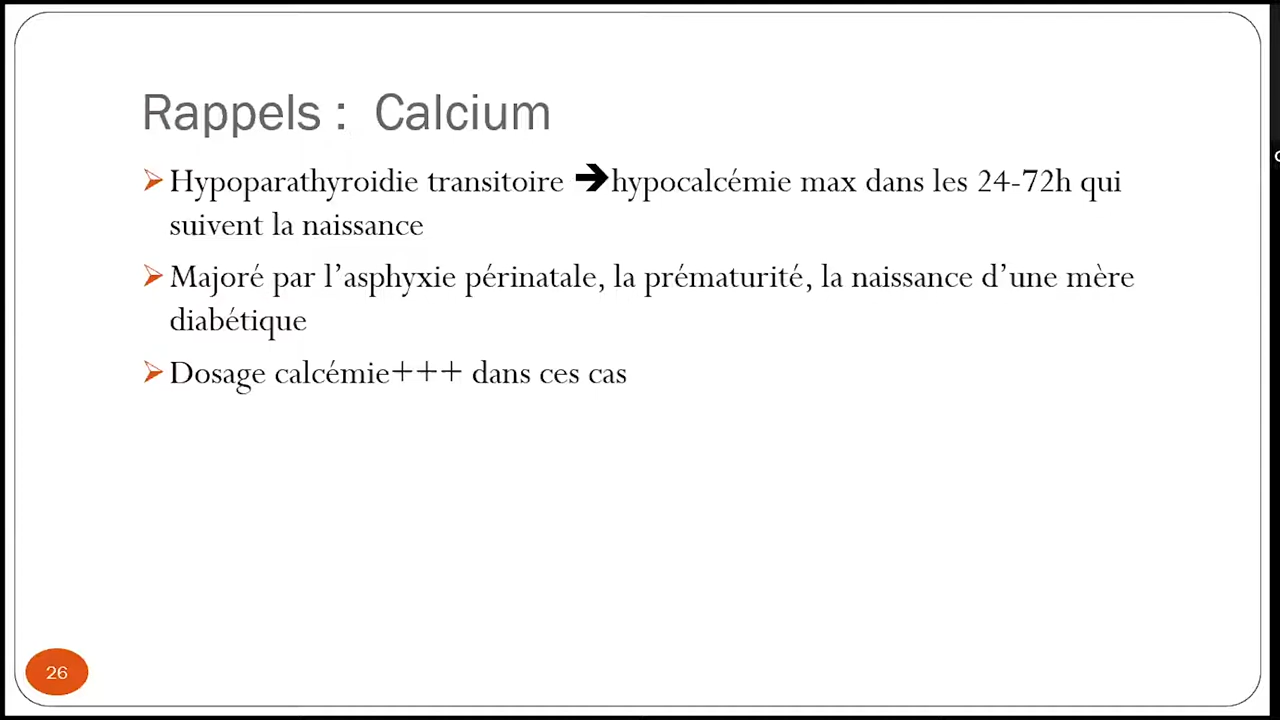 Rappels : Calcium
➢ Hypoparathyroidie transitoire ➔hypocalcémie max dans les 24-72h qui
suivent la naissance
➢ Majoré par l’asphyxie périnatale, la prématurité, la naissance d’une mère
diabétique
➢ Dosage calcémie+++ dans ces cas
26